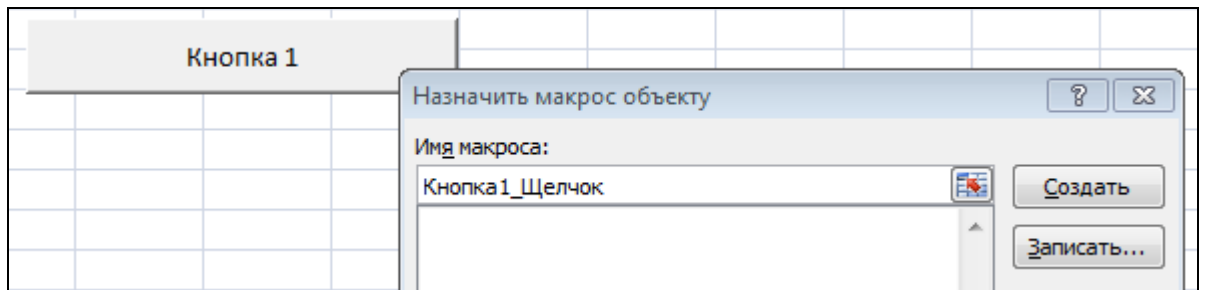 Кнопка 1
Назначить макрос объекту
Имя макроса:
Кнопка1_Щелчок
Создать
Записать...